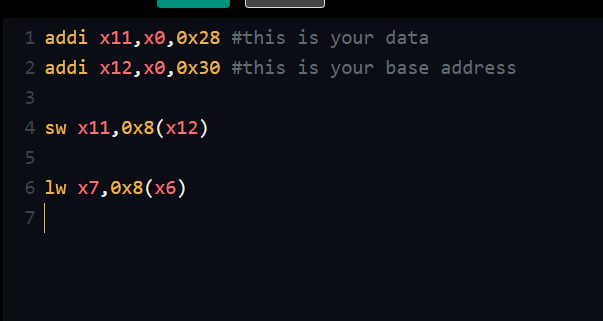 1 addi x11,x0,0x28 #this is your data
2 addi x12,x0,0x30 #this is your base address
3
4 sw x11,0x8(x12)
5
6 lw x7,0x8(x6)
7